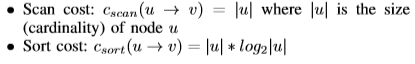 • Scan cost: c_scan(u → v) = |u| where |u| is the size
(cardinality) of node u
• Sort cost: c_sort(u → v) = |u| * log_2|u|